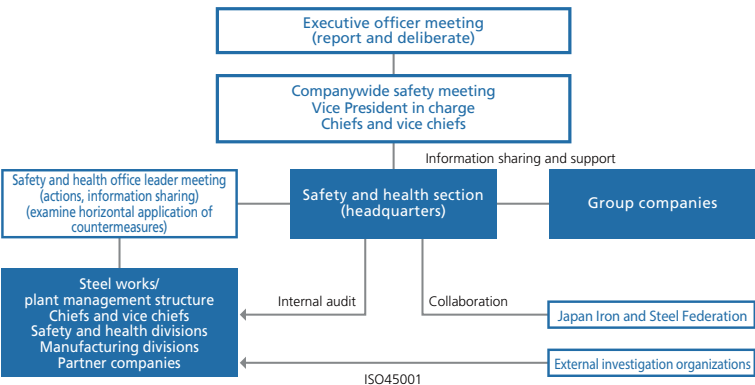 Executive officer meeting
(report and deliberate)
Companywide safety meeting
Vice President in charge
Chiefs and vice chiefs
Information sharing and support
Safety and health office leader meeting
(actions, information sharing)
(examine horizontal application of
countermeasures)
Safety and health section
(headquarters)
Group companies
Steel works/
plant management structure
Chiefs and vice chiefs
Safety and health divisions
Manufacturing divisions
Partner companies
Internal audit
Collaboration
Japan Iron and Steel Federation
External investigation organizations
ISO45001